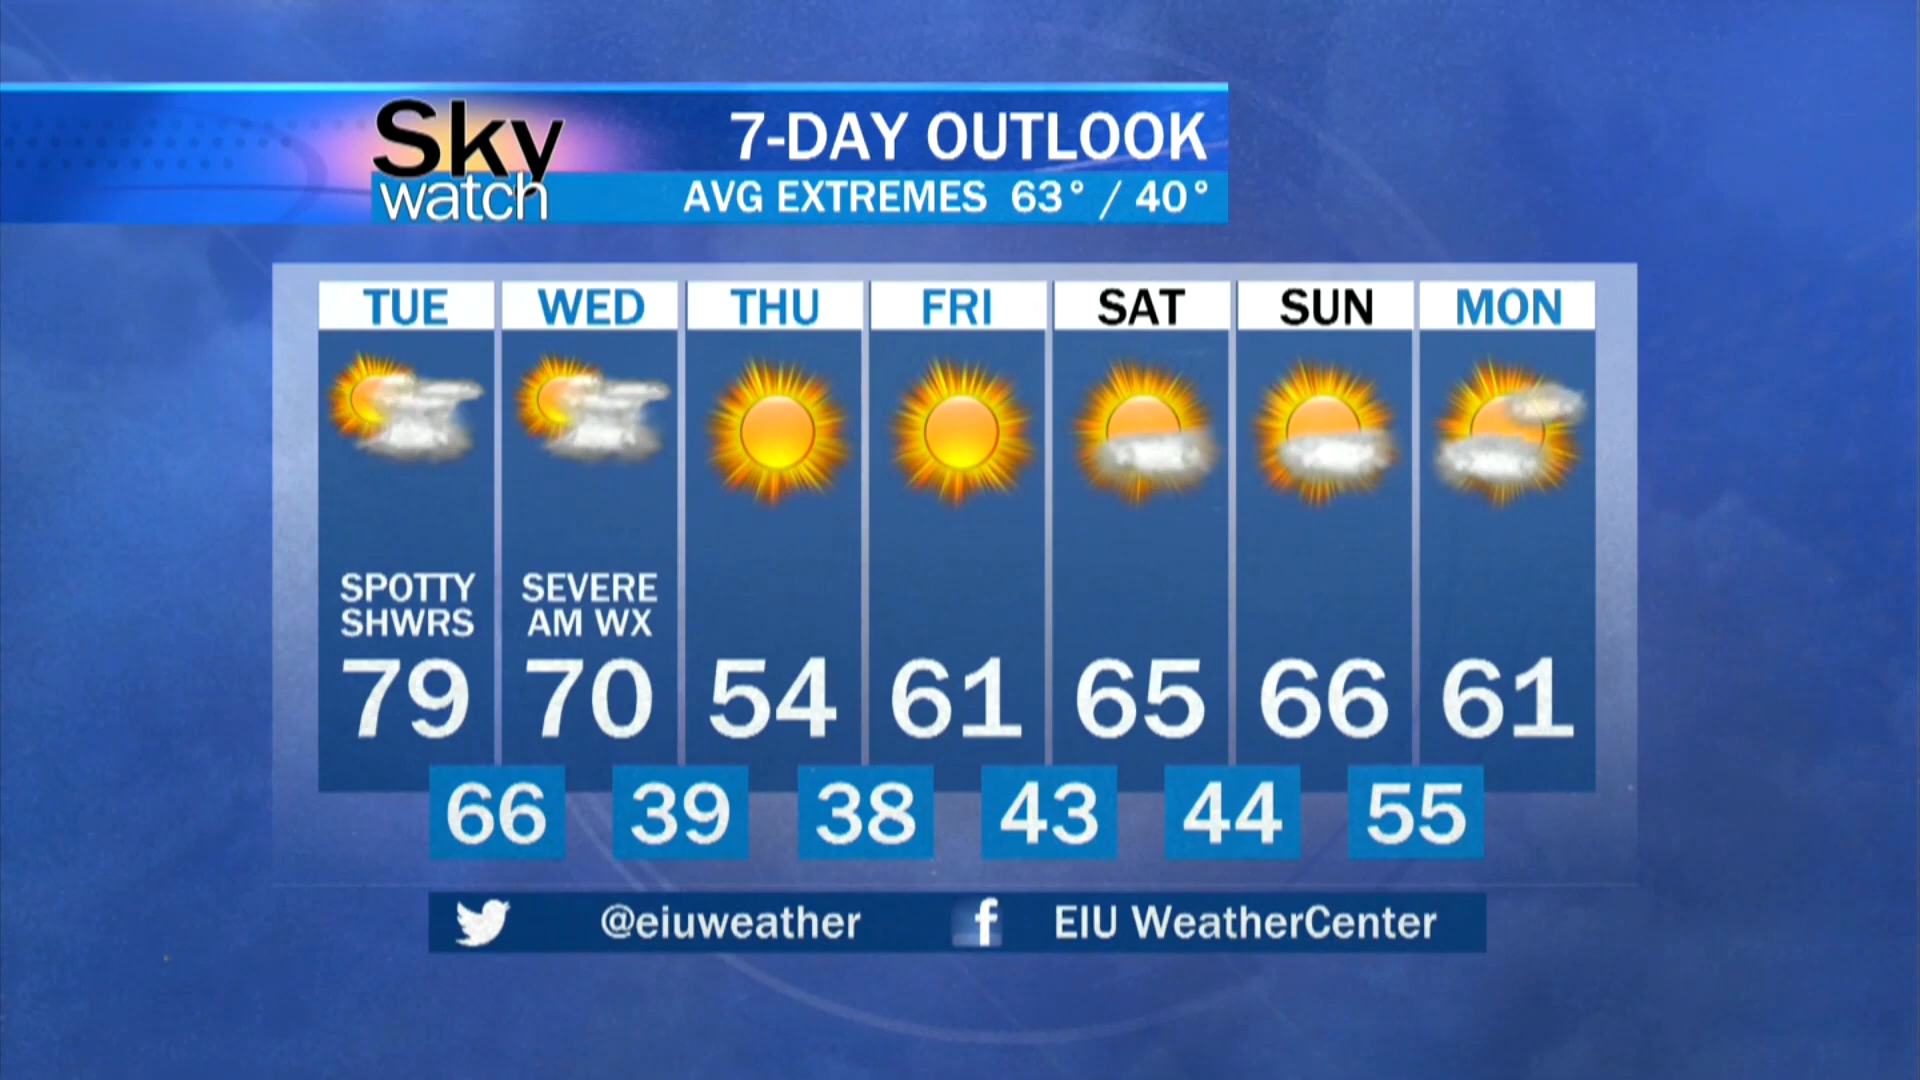 Sky
watch
7-DAY OUTLOOK
AVG EXTREMES 63° / 40°
TUE WED THU FRI SAT SUN MON
SPOTTY
SHWRS
SEVERE
AM WX
79 70 54 61 65 66 61
66 39 38 43 44 55
@eiuweather f EIU WeatherCenter